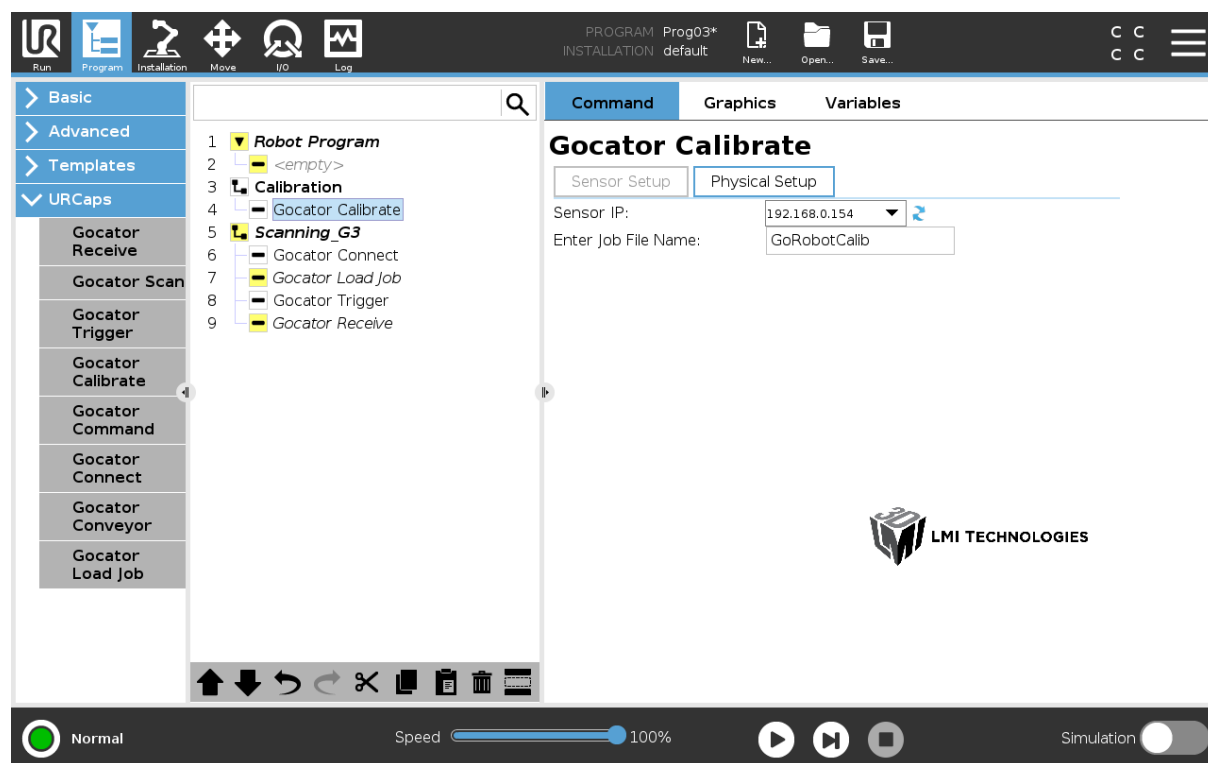 UR
PROGRAM Prog03*
INSTALLATION default
C C
C C
Run Program Installation Move I/O Log New... Open... Save...
Basic
Advanced
Templates
URCaps
Gocator
Receive
Gocator Scan
Gocator
Trigger
Gocator
Calibrate
Gocator
Command
Gocator
Connect
Gocator
Conveyor
Gocator
Load Job
1 Robot Program
2 <empty>
3 Calibration
4 Gocator Calibrate
5 Scanning_G3
6 Gocator Connect
7 Gocator Load Job
8 Gocator Trigger
9 Gocator Receive
Command Graphics Variables
Gocator Calibrate
Sensor Setup Physical Setup
Sensor IP: 192.168.0.154
Enter Job File Name: GoRobotCalib
3D LMI TECHNOLOGIES
Normal Speed 100% Simulation